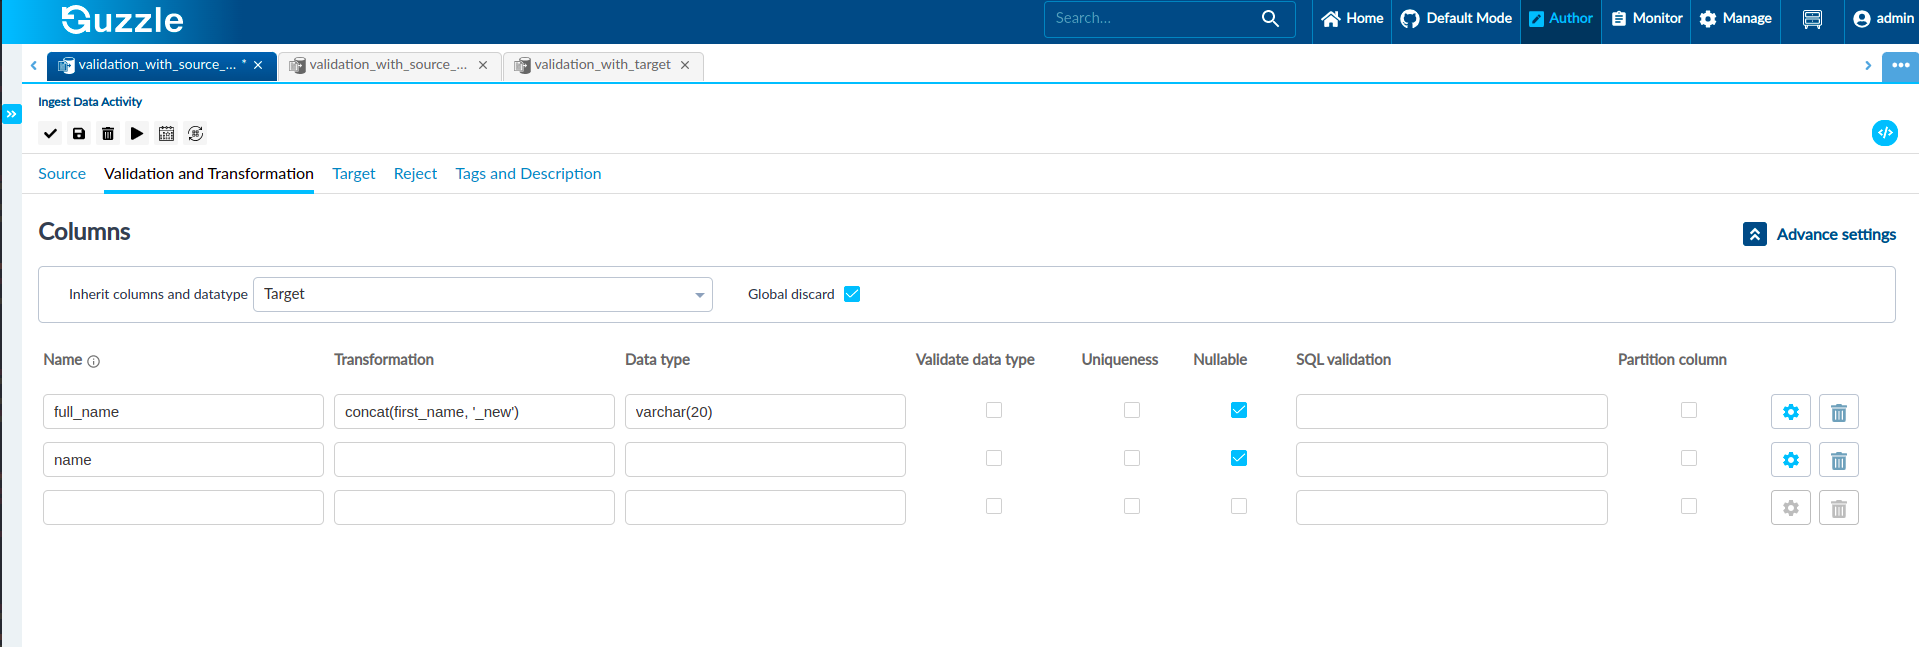 Guzzle
Search...
Home
Default Mode
Author
Monitor
Manage
admin
validation_with_source_... *
validation_with_source_...
validation_with_target
Ingest Data Activity
Source
Validation and Transformation
Target
Reject
Tags and Description
Columns
Advance settings
Inherit columns and datatype
Target
Global discard
Name
Transformation
Data type
Validate data type
Uniqueness
Nullable
SQL validation
Partition column
full_name
concat(first_name, '_new')
varchar(20)
name